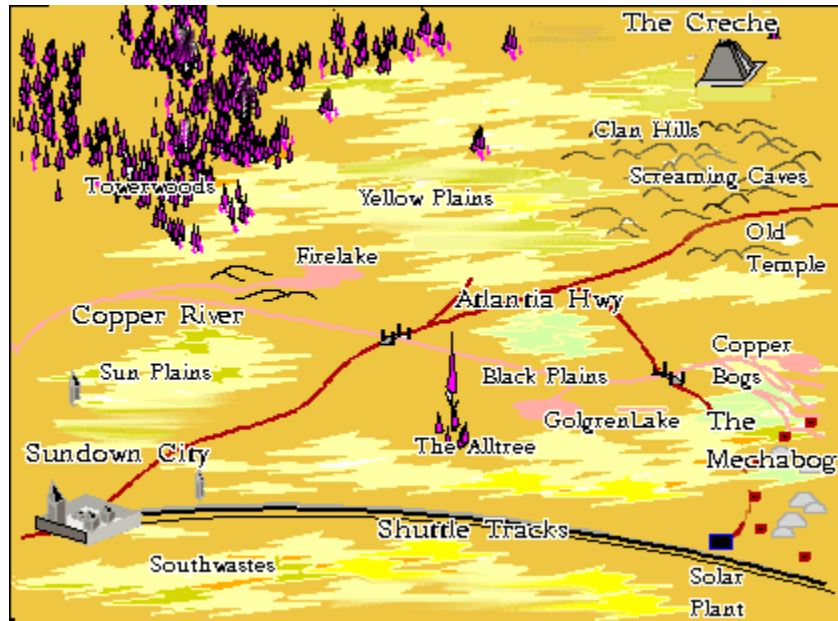 The Creche
Clan Hills
Towerwoods
Yellow Plains
Screaming Caves
Old
Temple
Firelake
Atlantia Hwy
Copper River
Sun Plains
Black Plains
Copper
Bogs
GolgrenLake
The
Mechabog
Sundown City
The Alltree
Shuttle Tracks
Southwastes
Solar
Plant